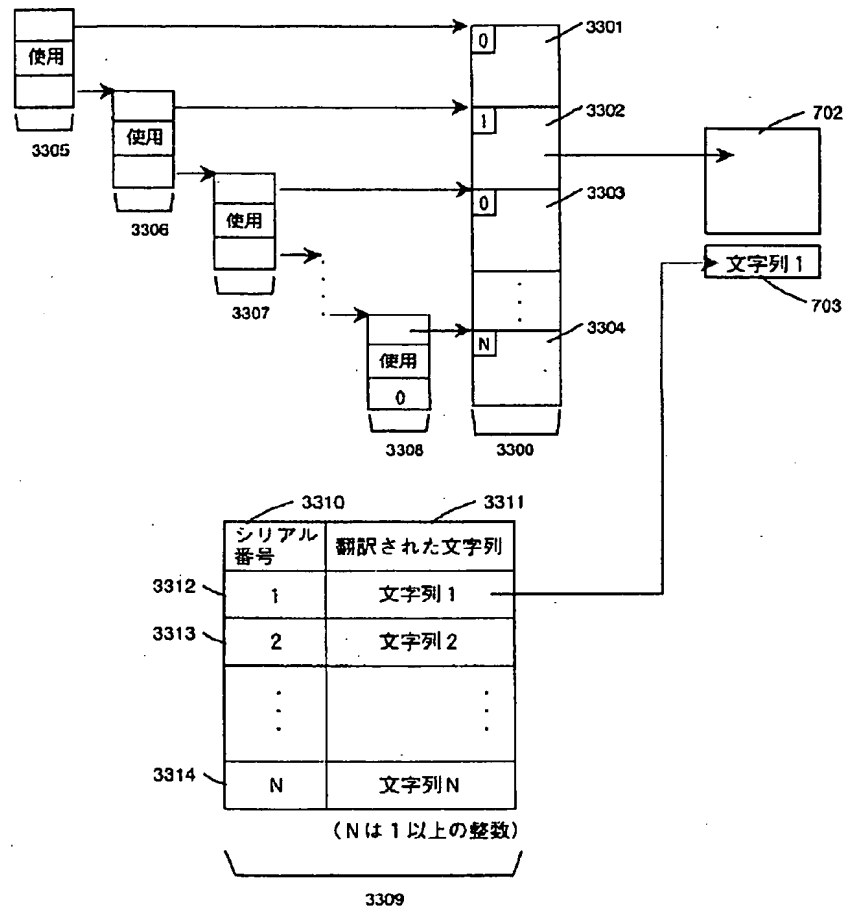 0
3301
使用
1
3302
702
3305
使用
0
3303
3306
使用
文字列1
703
3307
N
3304
使用
0
3308
3300
3310
3311
シリアル
番号
翻訳された文字列
3312
1
文字列1
3313
2
文字列2
3314
N
文字列N
(Nは1以上の整数)
3309